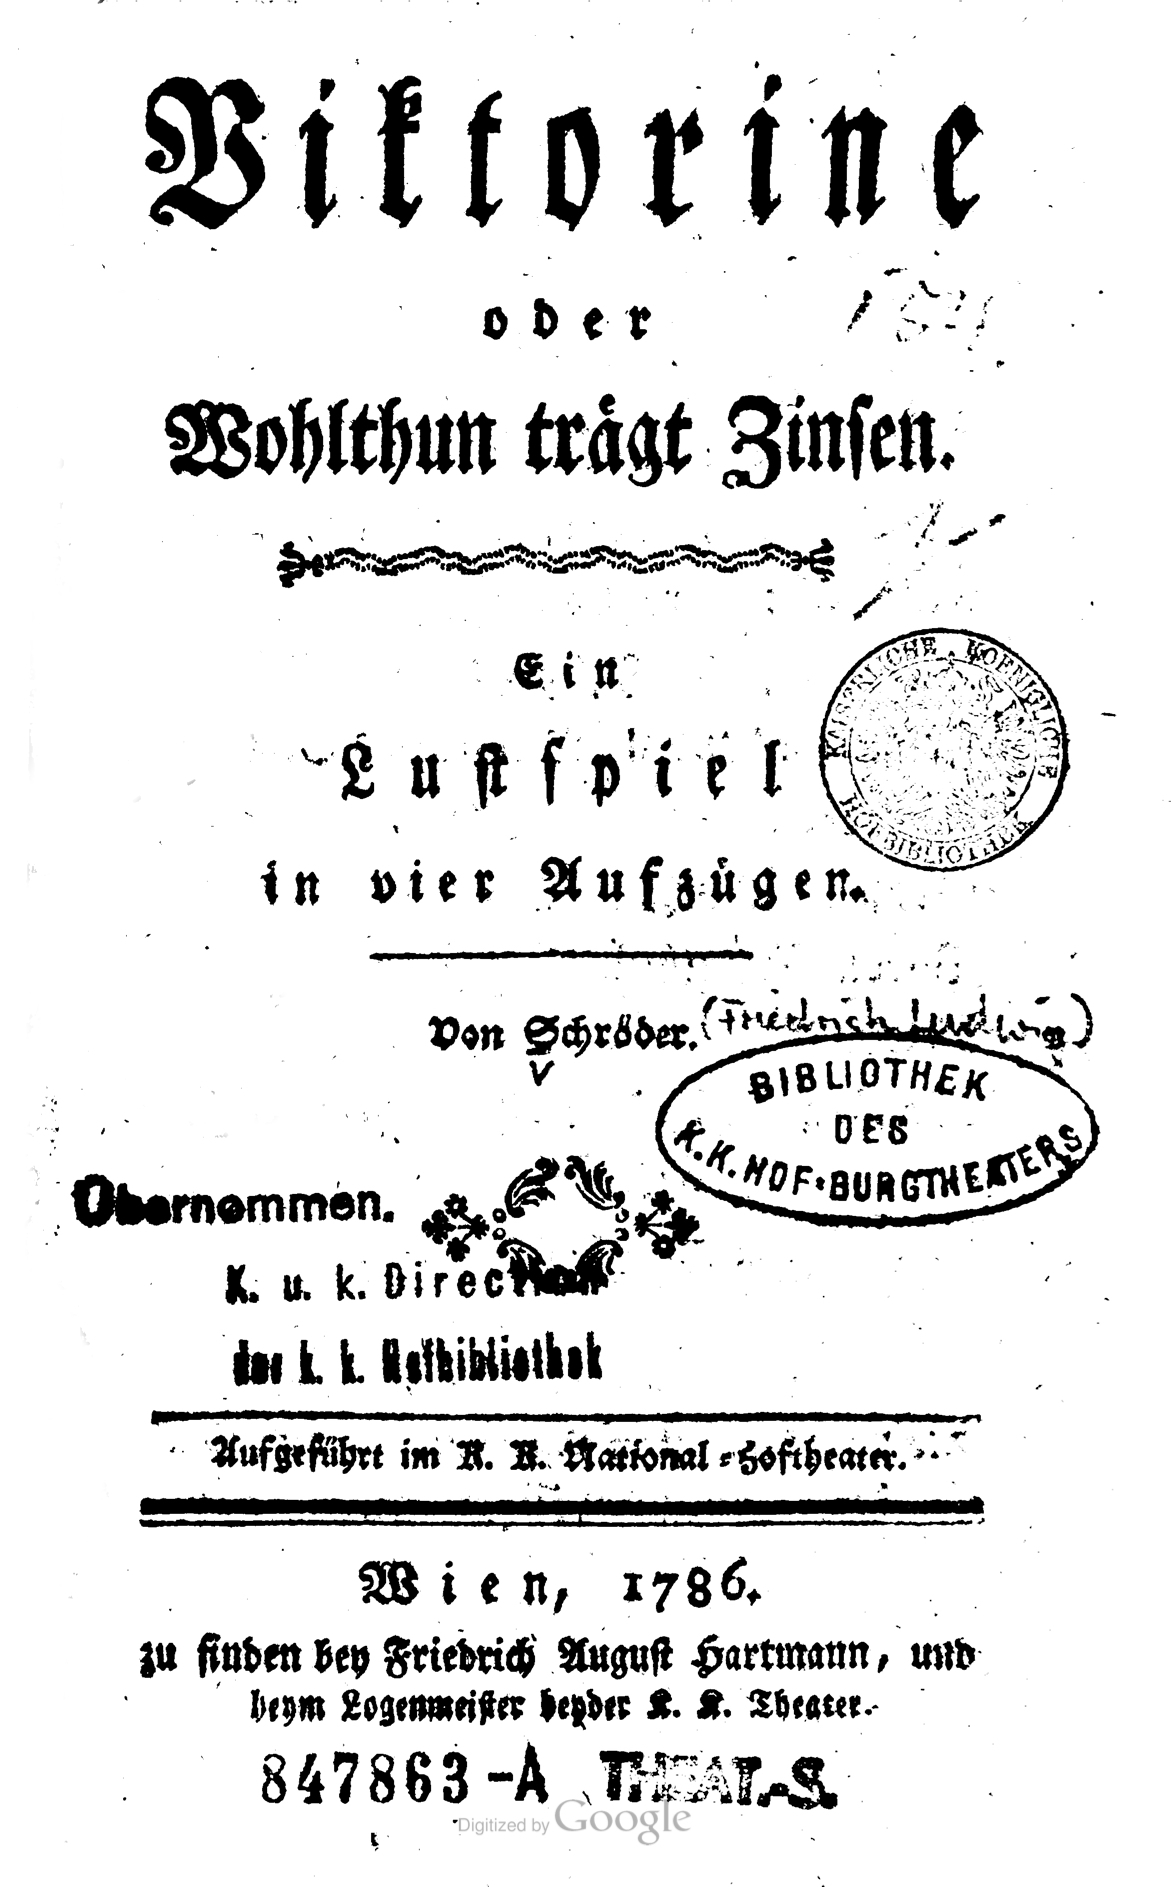 Viktorine
oder
Wohlthun trägt Zinsen.
Ein
Lustspiel
in vier Aufzügen.
KAISERLICHE KOENIGLICHE
HOFBIBLIOTHEK
Von Schröder. (Friedrich Ludwig)
BIBLIOTHEK
DES
K. K. HOF-BURGTHEATERS
Übernommen.
K. u. k. Direction
der k. k. Hofbibliothek
Aufgeführt im K. K. National-Hoftheater.
Wien, 1786.
zu finden bey Friedrich August Hartmann, und
beym Logenmeister beyder K. K. Theater.
847863-A THEAT.-S.
Digitized by Google